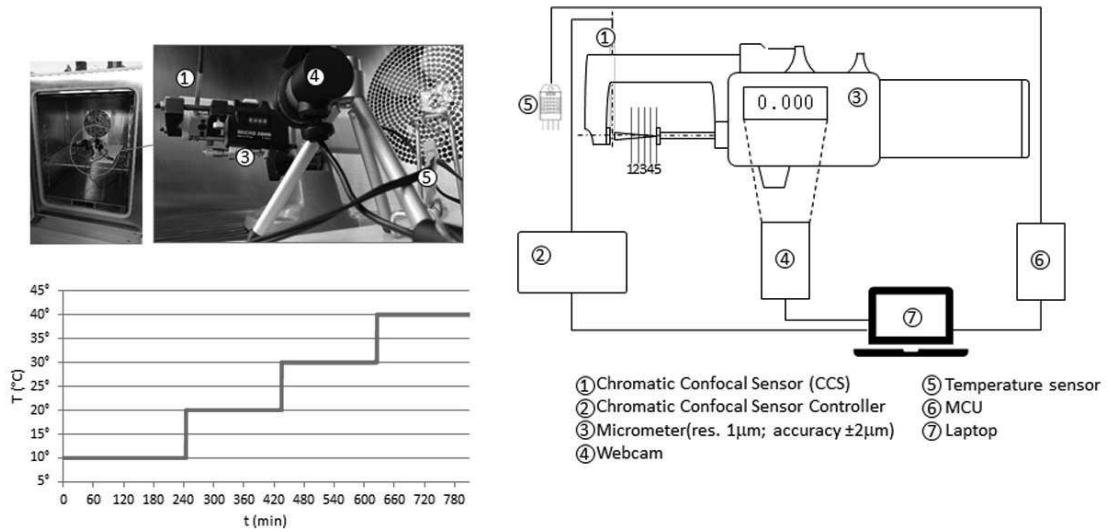 ①
④
③
⑤
45°
40°
35°
30°
25°
20°
15°
10°
5°
T (°C)
0 60 120 180 240 300 360 420 480 540 600 660 720 780
t (min)
①
⑤
0.000
③
12345
②
④
⑥
⑦
①Chromatic Confocal Sensor (CCS)
②Chromatic Confocal Sensor Controller
③Micrometer(res. 1μm; accuracy ±2μm)
④Webcam
⑤Temperature sensor
⑥MCU
⑦Laptop